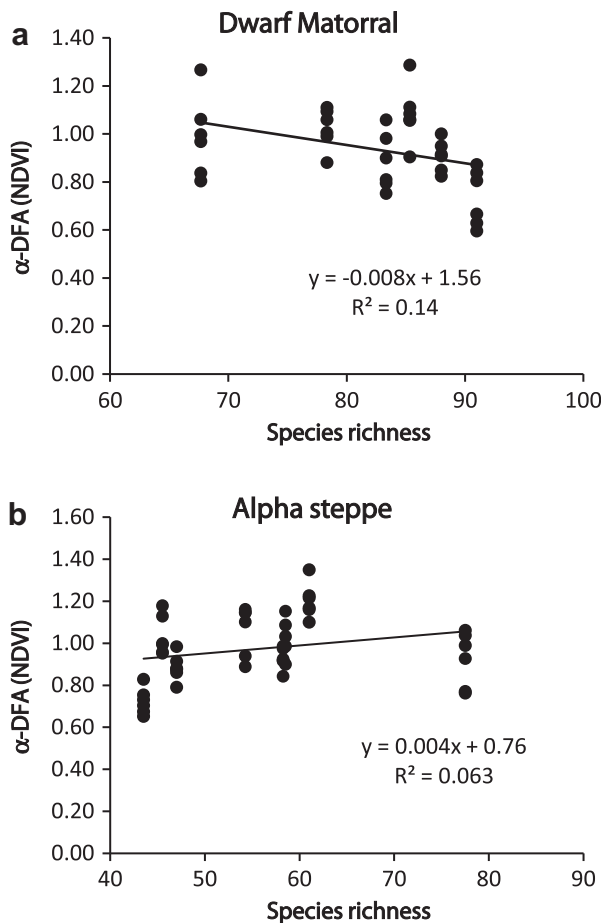 a
Dwarf Matorral
1.40
1.20
1.00
0.80
0.60
0.40
0.20
0.00
α-DFA (NDVI)
y = -0.008x + 1.56
R² = 0.14
60 70 80 90 100
Species richness
b
Alpha steppe
1.60
1.40
1.20
1.00
0.80
0.60
0.40
0.20
0.00
α-DFA (NDVI)
y = 0.004x + 0.76
R² = 0.063
40 50 60 70 80 90
Species richness